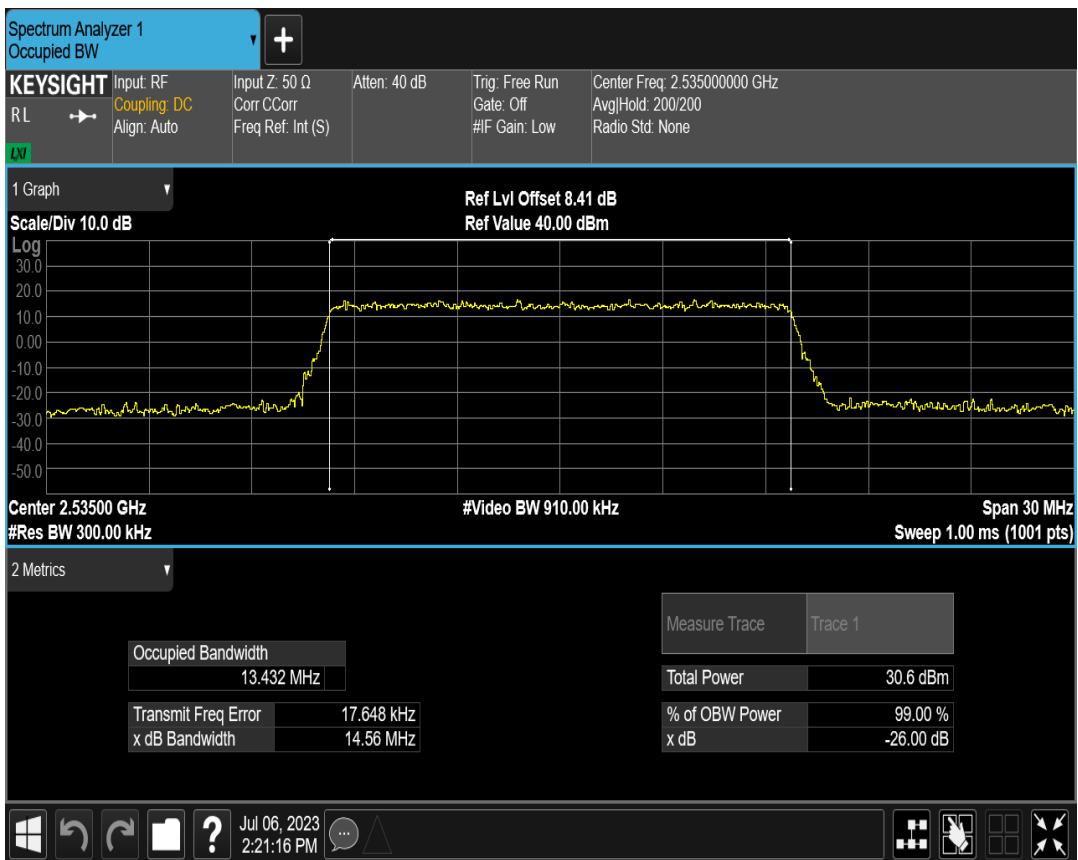 Spectrum Analyzer 1
Occupied BW
KEYSIGHT
RL
LXI
Input: RF
Coupling: DC
Align: Auto
Input Z: 50 Ω
Corr CCorr
Freq Ref: Int (S)
Atten: 40 dB
Trig: Free Run
Gate: Off
#IF Gain: Low
Center Freq: 2.535000000 GHz
Avg|Hold: 200/200
Radio Std: None
1 Graph
Scale/Div 10.0 dB
Ref Lvl Offset 8.41 dB
Ref Value 40.00 dBm
Log
30.0
20.0
10.0
0.00
-10.0
-20.0
-30.0
-40.0
-50.0
Center 2.53500 GHz
#Res BW 300.00 kHz
#Video BW 910.00 kHz
Span 30 MHz
Sweep 1.00 ms (1001 pts)
2 Metrics
Measure Trace Trace 1
Occupied Bandwidth
13.432 MHz
Total Power 30.6 dBm
Transmit Freq Error 17.648 kHz
% of OBW Power 99.00 %
x dB Bandwidth 14.56 MHz
x dB -26.00 dB
?
Jul 06, 2023
2:21:16 PM